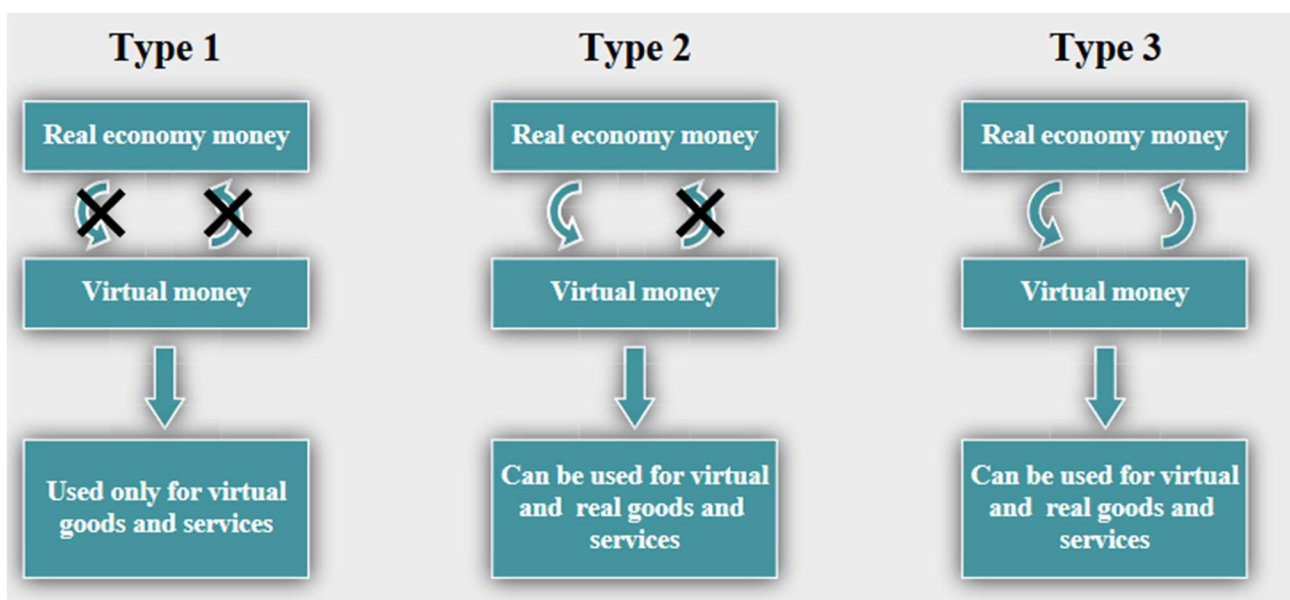 Type 1
Type 2
Type 3
Real economy money
Real economy money
Real economy money
Virtual money
Virtual money
Virtual money
Used only for virtual
goods and services
Can be used for virtual
and real goods and
services
Can be used for virtual
and real goods and
services